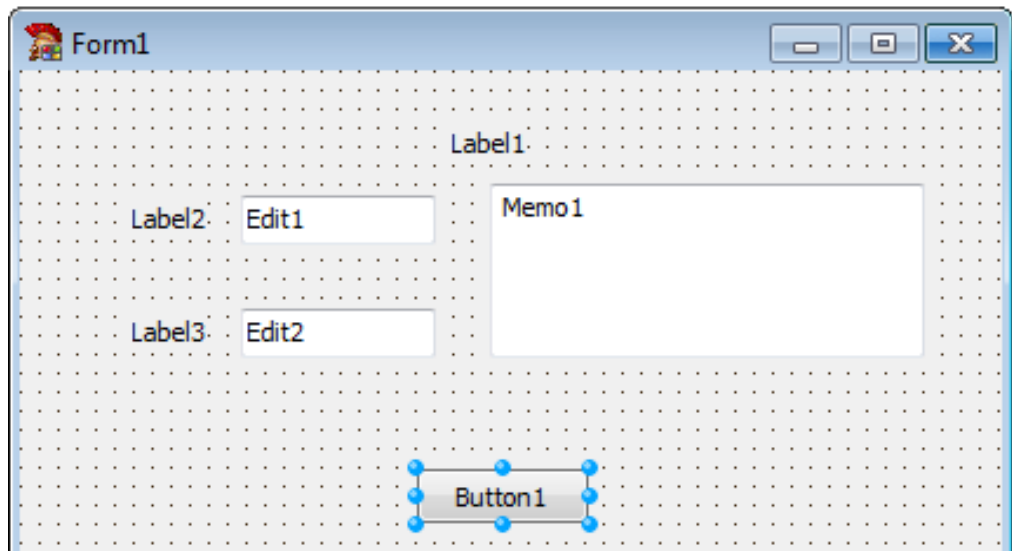 Form1
Label1
Label2 Edit1
Memo1
Label3 Edit2
Button1